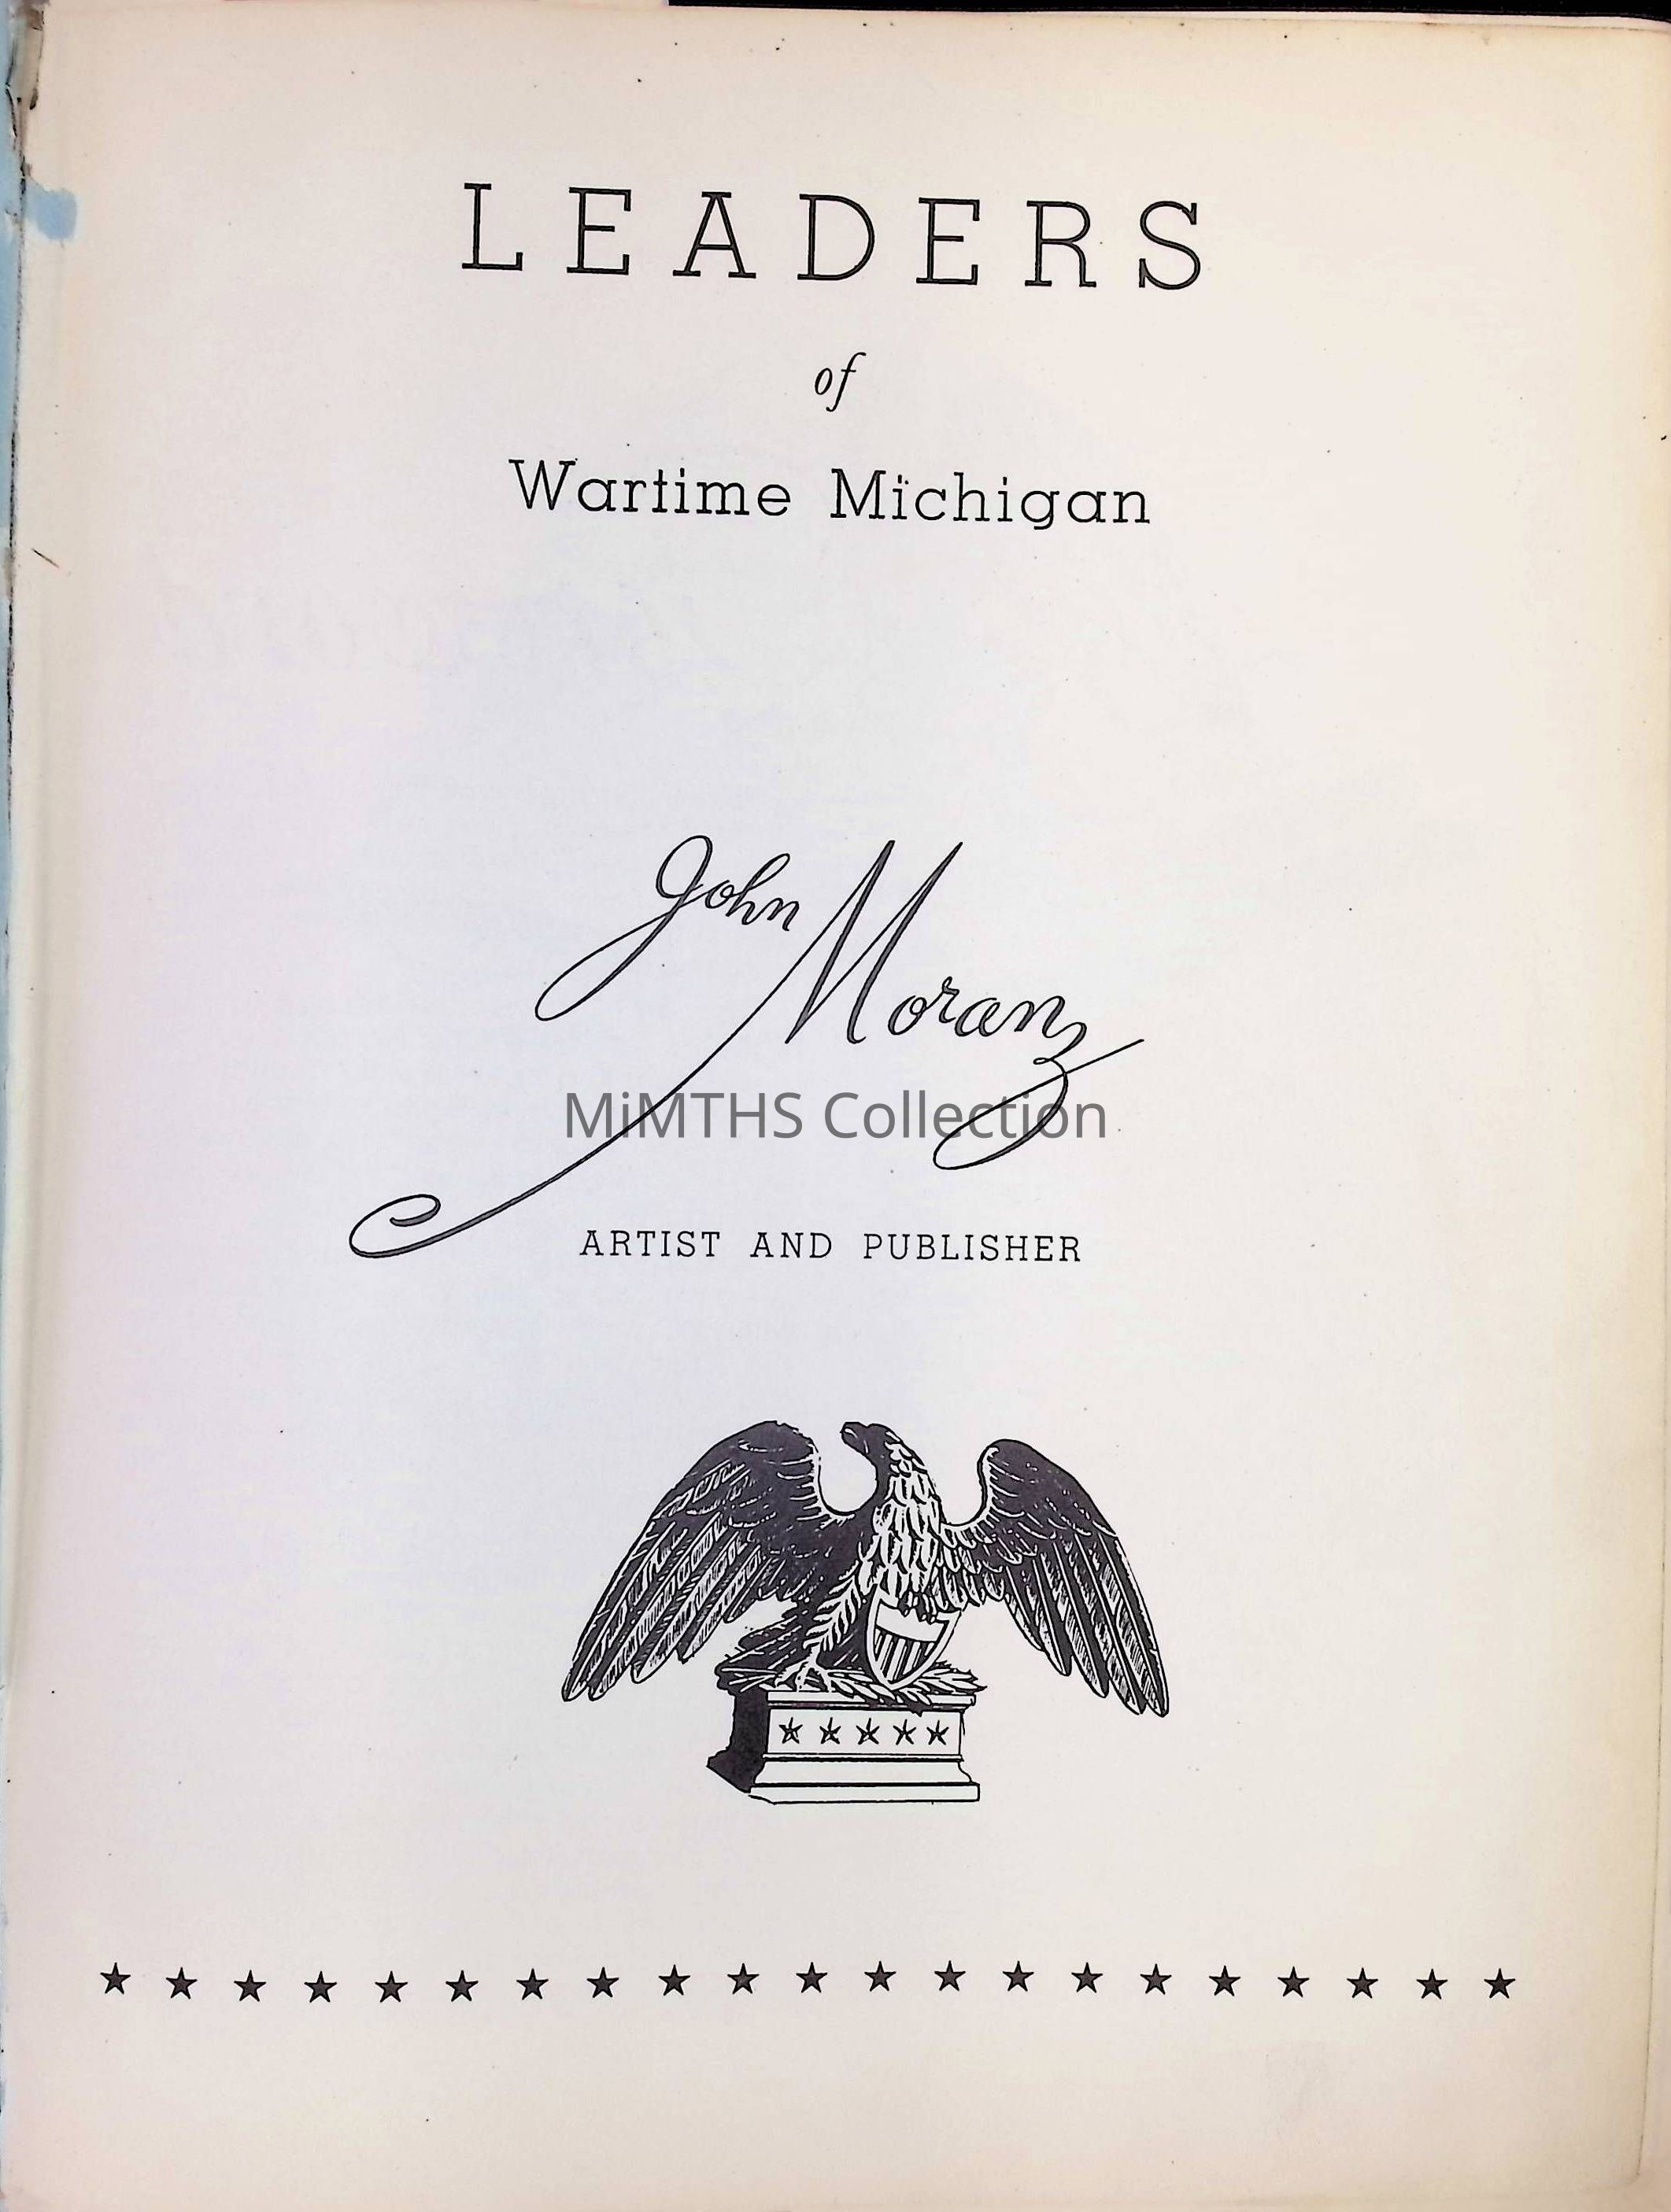 LEADERS
of
Wartime Michigan
John Moranz
MiMTHS Collection
ARTIST AND PUBLISHER